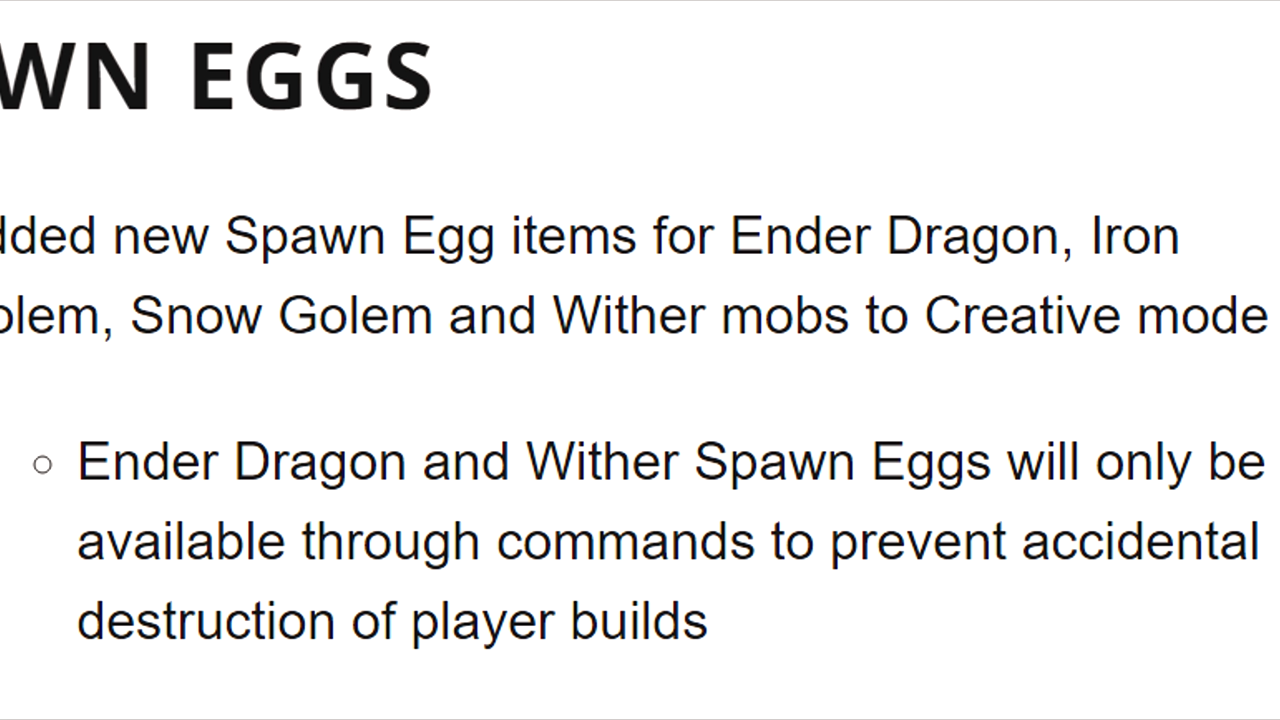 WN EGGS
dded new Spawn Egg items for Ender Dragon, Iron
olem, Snow Golem and Wither mobs to Creative mode
Ender Dragon and Wither Spawn Eggs will only be
available through commands to prevent accidental
destruction of player builds